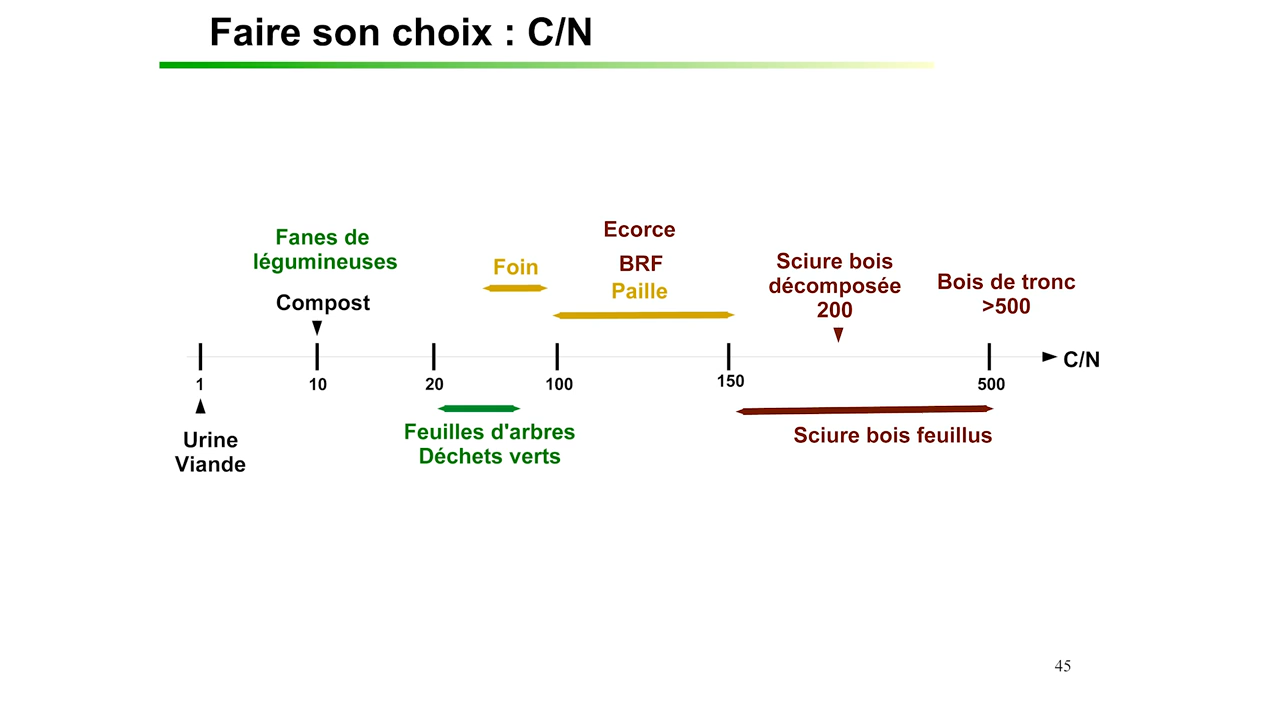 Faire son choix : C/N
Fanes de
légumineuses
Compost
Foin
Ecorce
BRF
Paille
Sciure bois
décomposée
200
Bois de tronc
>500
C/N
1
10
20
100
150
500
Urine
Viande
Feuilles d'arbres
Déchets verts
Sciure bois feuillus
45